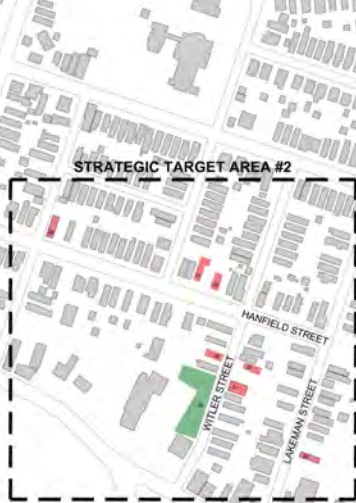 STRATEGIC TARGET AREA #2
HANFIELD STREET
WITLER STREET
LAKEMAN STREET